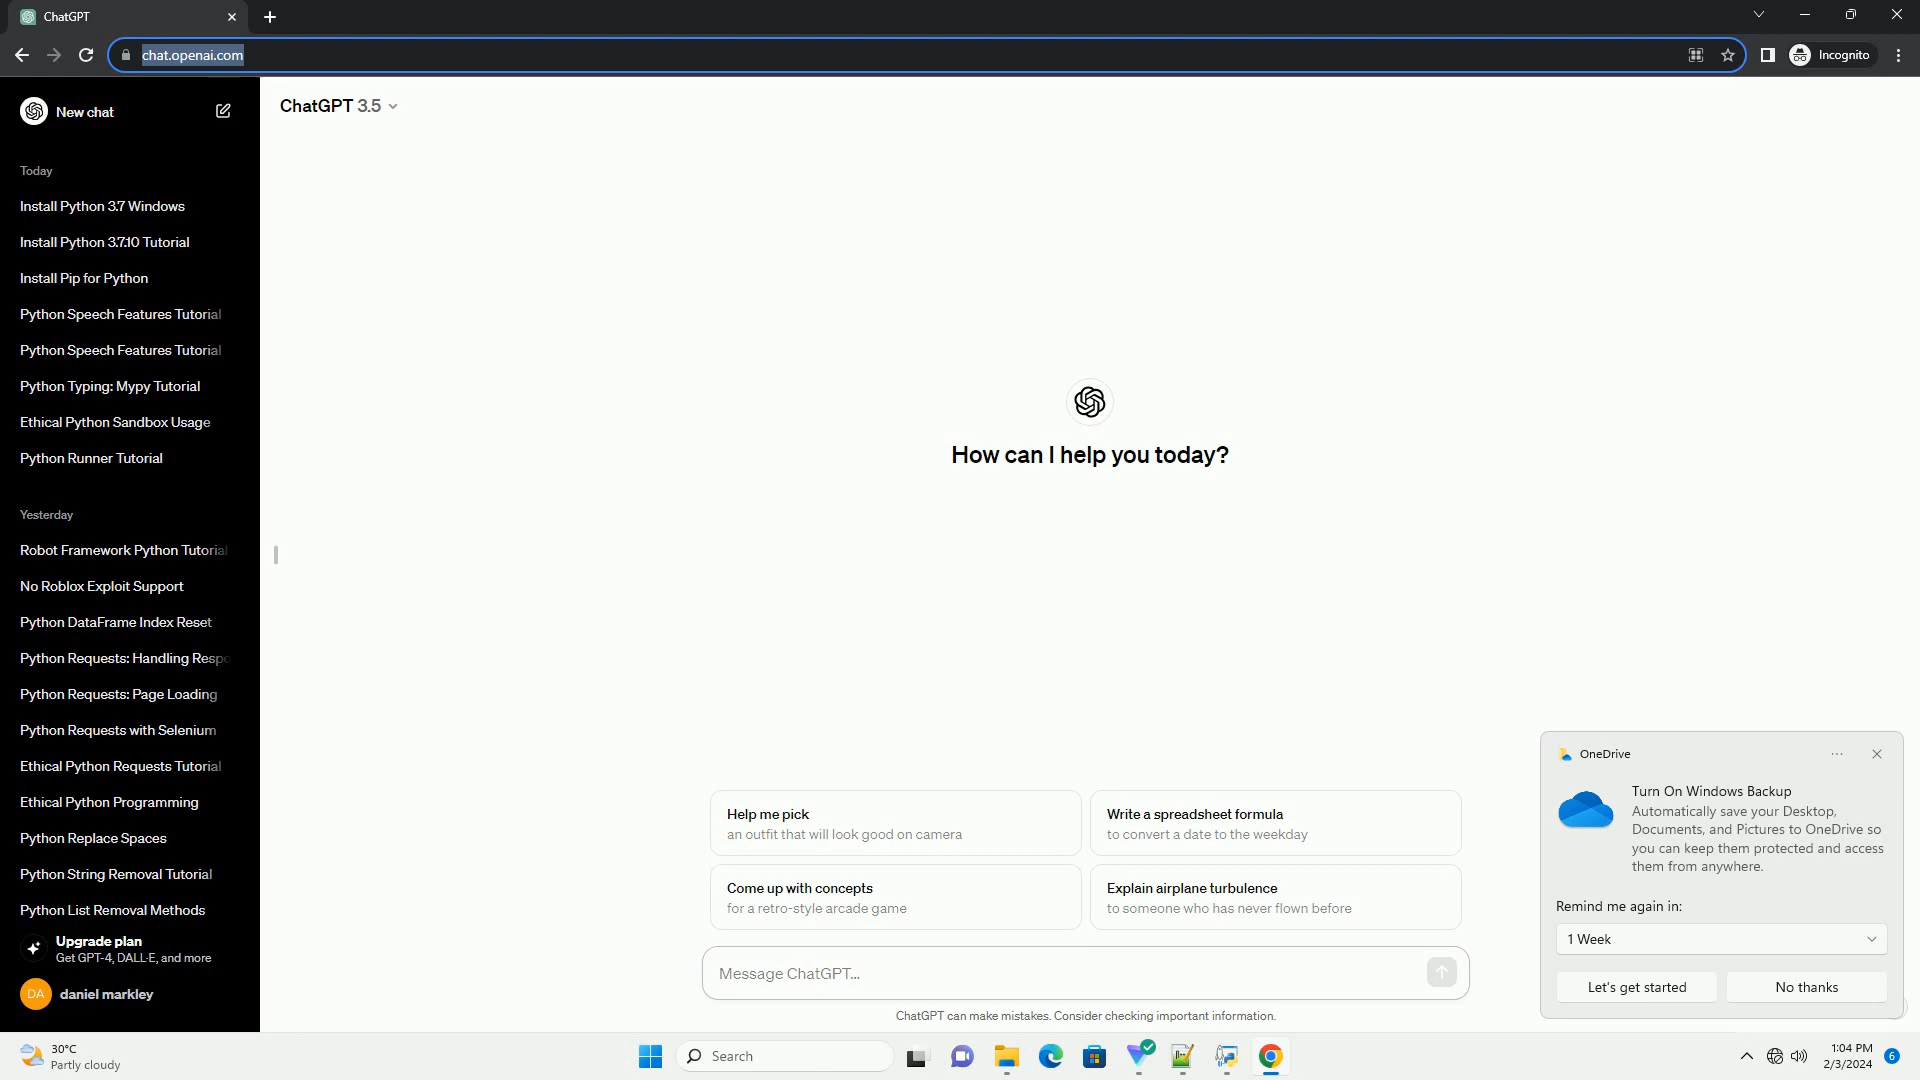 ChatGPT
chat.openai.com
Incognito
New chat
Today
Install Python 3.7 Windows
Install Python 3.7.10 Tutorial
Install Pip for Python
Python Speech Features Tutorial
Python Speech Features Tutorial
Python Typing: Mypy Tutorial
Ethical Python Sandbox Usage
Python Runner Tutorial
Yesterday
Robot Framework Python Tutorial
No Roblox Exploit Support
Python DataFrame Index Reset
Python Requests: Handling Respo
Python Requests: Page Loading
Python Requests with Selenium
Ethical Python Requests Tutorial
Ethical Python Programming
Python Replace Spaces
Python String Removal Tutorial
Python List Removal Methods
Upgrade plan
Get GPT-4, DALL·E, and more
DA daniel markley
ChatGPT 3.5
How can I help you today?
Help me pick
an outfit that will look good on camera
Write a spreadsheet formula
to convert a date to the weekday
Come up with concepts
for a retro-style arcade game
Explain airplane turbulence
to someone who has never flown before
Message ChatGPT...
ChatGPT can make mistakes. Consider checking important information.
OneDrive
Turn On Windows Backup
Automatically save your Desktop,
Documents, and Pictures to OneDrive so
you can keep them protected and access
them from anywhere.
Remind me again in:
1 Week
Let's get started
No thanks
30°C
Partly cloudy
Search
1:04 PM
2/3/2024
6